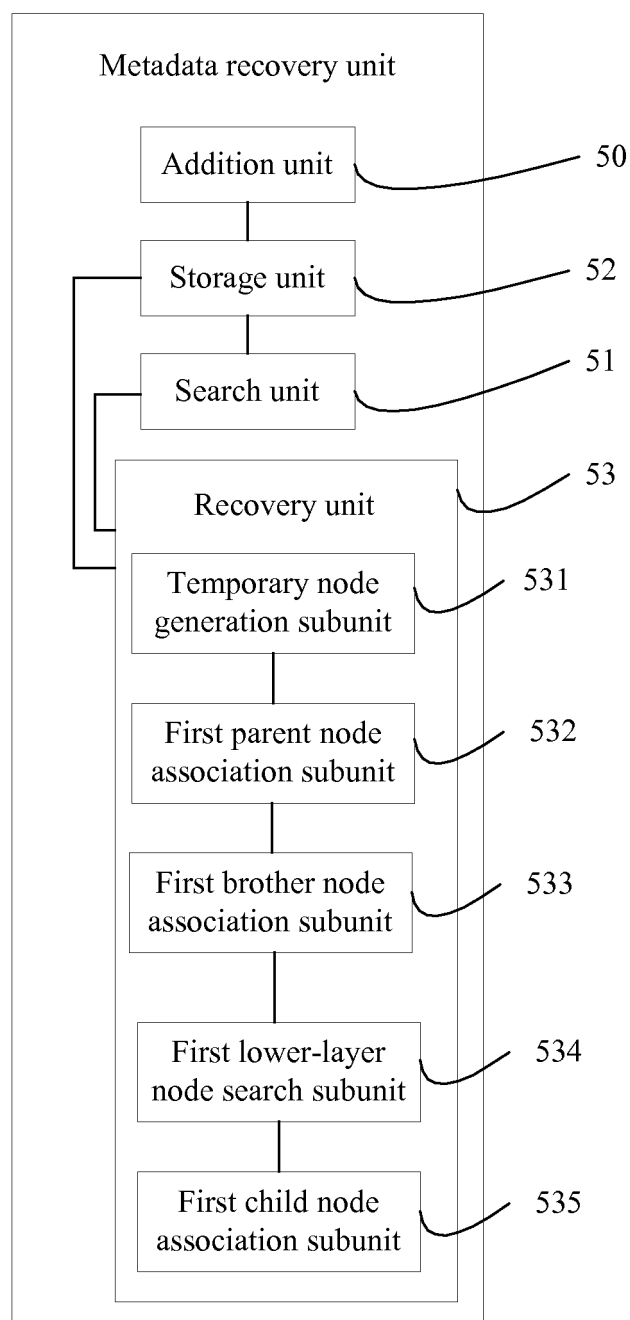 Metadata recovery unit
Addition unit
50
Storage unit
52
Search unit
51
53
Recovery unit
Temporary node
generation subunit
531
First parent node
association subunit
532
First brother node
association subunit
533
First lower-layer
node search subunit
534
First child node
association subunit
535